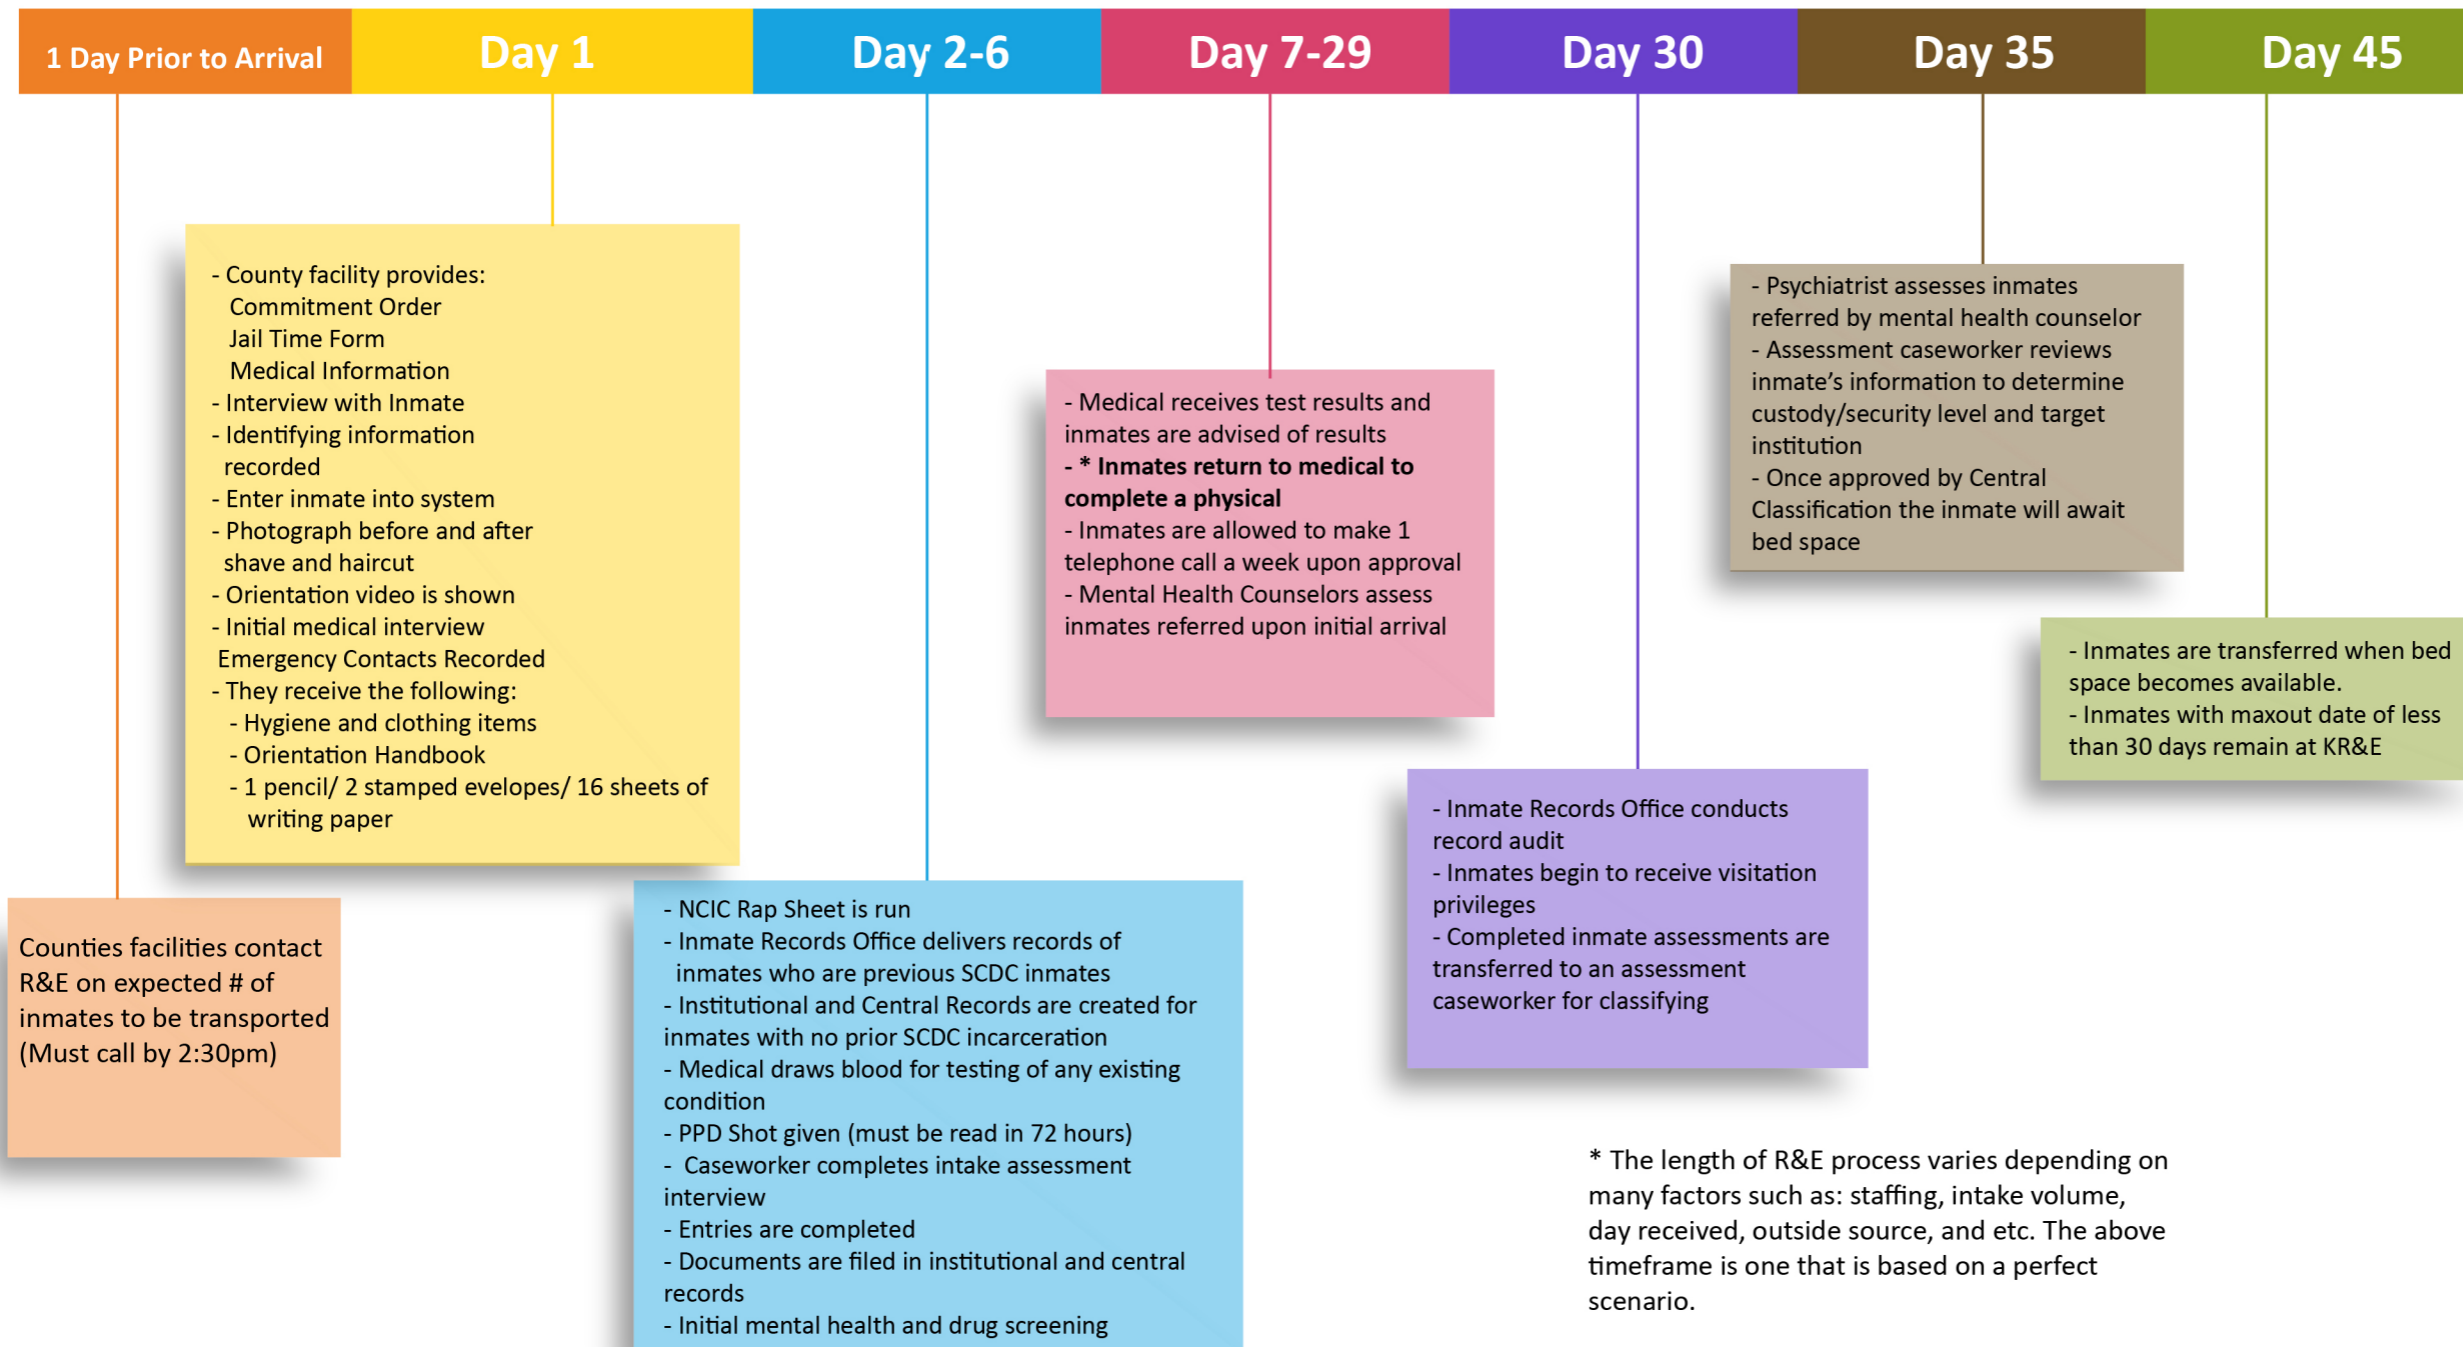 1 Day Prior to Arrival
Day 1
Day 2-6
Day 7-29
Day 30
Day 35
Day 45
Counties facilities contact
R&E on expected # of
inmates to be transported
(Must call by 2:30pm)
- County facility provides:
Commitment Order
Jail Time Form
Medical Information
- Interview with Inmate
- Identifying information
recorded
- Enter inmate into system
- Photograph before and after
shave and haircut
- Orientation video is shown
- Initial medical interview
Emergency Contacts Recorded
- They receive the following:
- Hygiene and clothing items
- Orientation Handbook
- 1 pencil/ 2 stamped evelopes/ 16 sheets of
writing paper
- NCIC Rap Sheet is run
- Inmate Records Office delivers records of
inmates who are previous SCDC inmates
- Institutional and Central Records are created for
inmates with no prior SCDC incarceration
- Medical draws blood for testing of any existing
condition
- PPD Shot given (must be read in 72 hours)
- Caseworker completes intake assessment
interview
- Entries are completed
- Documents are filed in institutional and central
records
- Initial mental health and drug screening
- Medical receives test results and
inmates are advised of results
- * Inmates return to medical to
complete a physical
- Inmates are allowed to make 1
telephone call a week upon approval
- Mental Health Counselors assess
inmates referred upon initial arrival
- Inmate Records Office conducts
record audit
- Inmates begin to receive visitation
privileges
- Completed inmate assessments are
transferred to an assessment
caseworker for classifying
- Psychiatrist assesses inmates
referred by mental health counselor
- Assessment caseworker reviews
inmate's information to determine
custody/security level and target
institution
- Once approved by Central
Classification the inmate will await
bed space
- Inmates are transferred when bed
space becomes available.
- Inmates with maxout date of less
than 30 days remain at KR&E
* The length of R&E process varies depending on
many factors such as: staffing, intake volume,
day received, outside source, and etc. The above
timeframe is one that is based on a perfect
scenario.